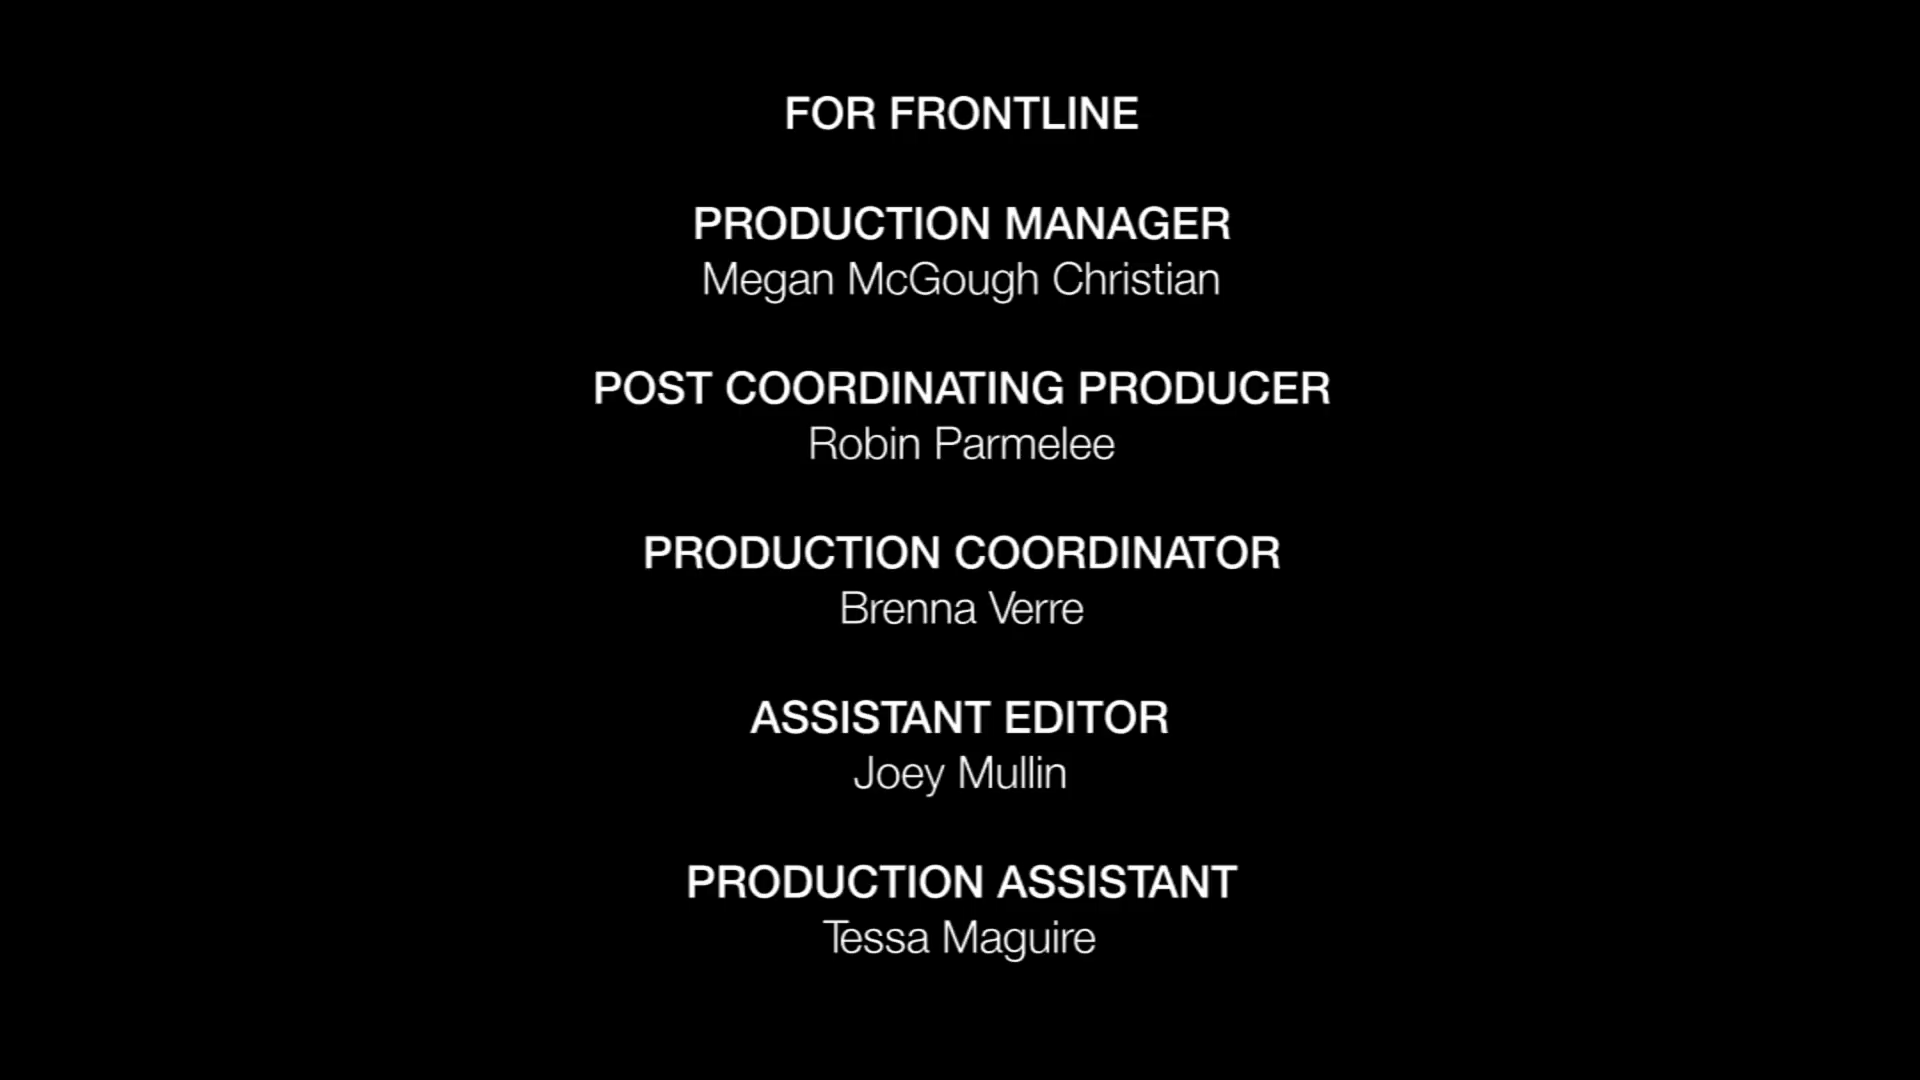 FOR FRONTLINE
PRODUCTION MANAGER
Megan McGough Christian
POST COORDINATING PRODUCER
Robin Parmelee
PRODUCTION COORDINATOR
Brenna Verre
ASSISTANT EDITOR
Joey Mullin
PRODUCTION ASSISTANT
Tessa Maguire